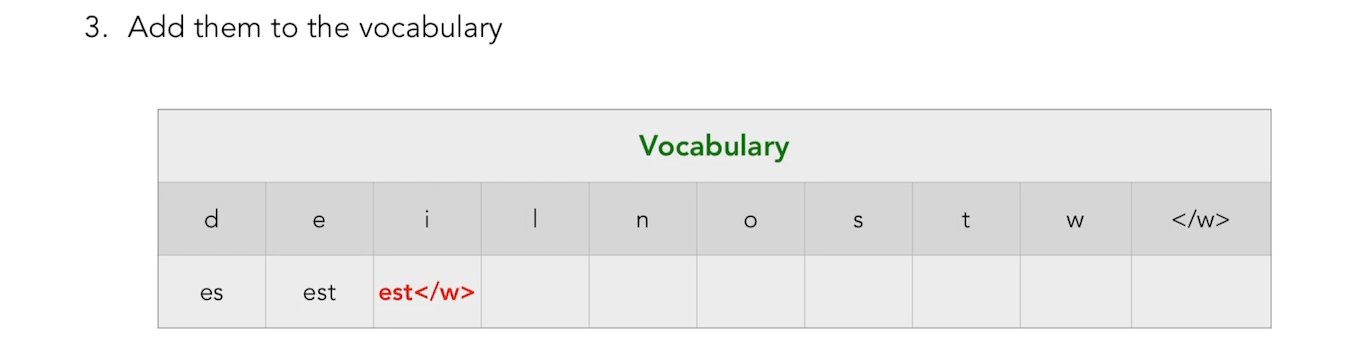 3. Add them to the vocabulary
Vocabulary
d e i l n o s t w </w>
es est est</w>